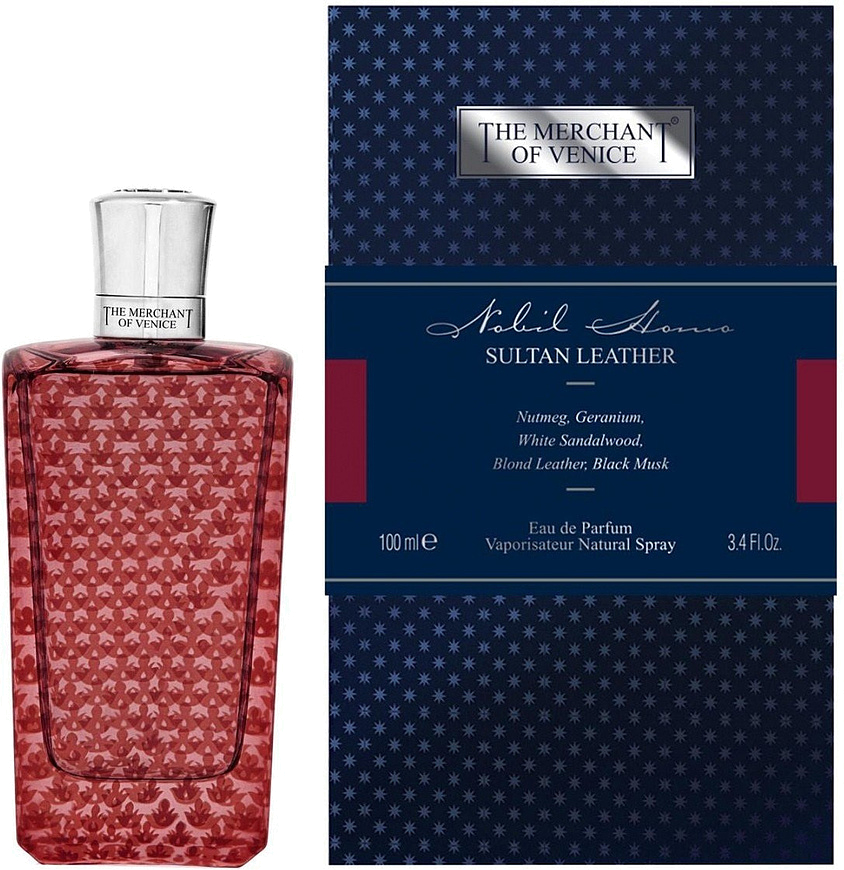 THE MERCHANT
OF VENICE
THE MERCHANT®
OF VENICE
Nobil Homo
SULTAN LEATHER
Nutmeg, Geranium,
White Sandalwood,
Blond Leather, Black Musk
100 ml e
Eau de Parfum
Vaporisateur Natural Spray
3.4 Fl.Oz.